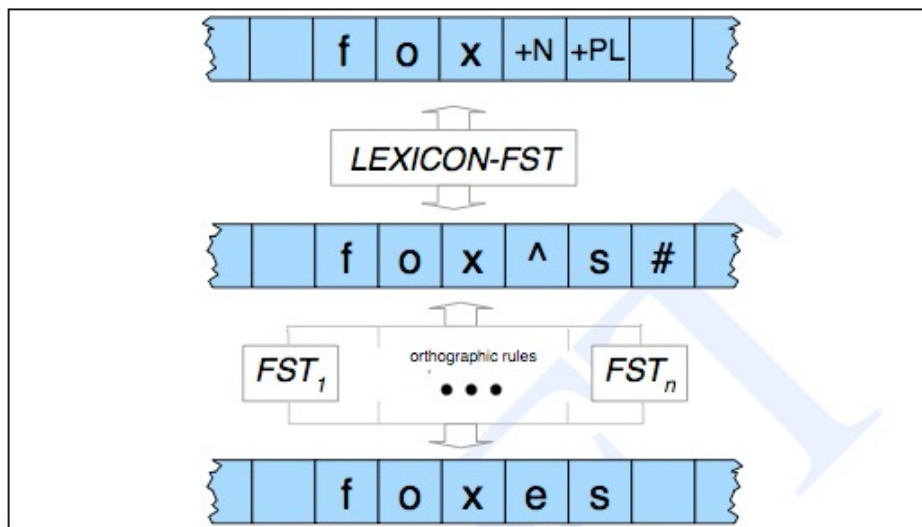 f o x +N +PL
LEXICON-FST
f o x ^ s #
orthographic rules
FST1 ... FSTn
f o x e s